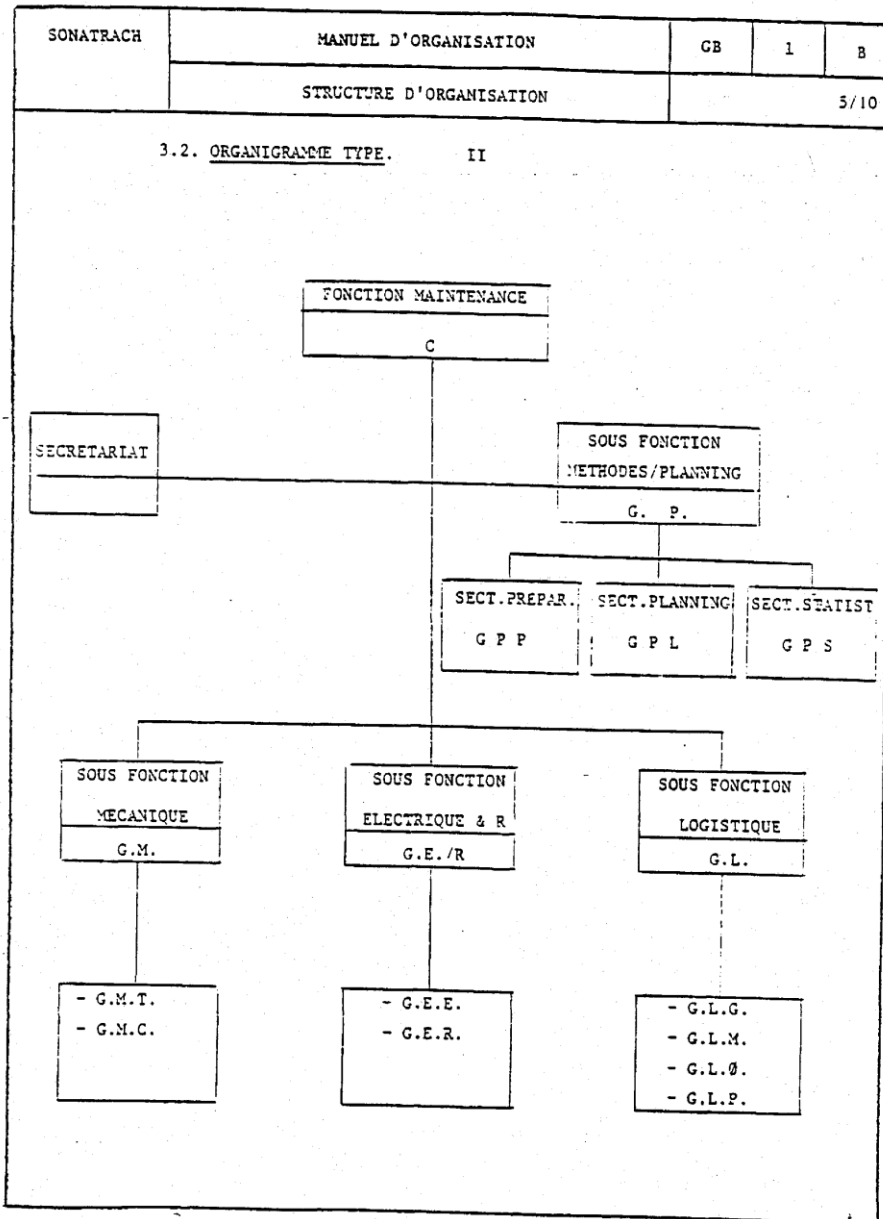 SONATRACH
MANUEL D'ORGANISATION
GB
1
B
STRUCTURE D'ORGANISATION
5/10
3.2. ORGANIGRAMME TYPE. II
FONCTION MAINTENANCE
C
SECRETARIAT
SOUS FONCTION
METHODES/PLANNING
G. P.
SECT.PREPAR.
G P P
SECT.PLANNING
G P L
SECT.STATIST
G P S
SOUS FONCTION
MECANIQUE
G.M.
SOUS FONCTION
ELECTRIQUE & R
G.E./R
SOUS FONCTION
LOGISTIQUE
G.L.
- G.M.T.
- G.M.C.
- G.E.E.
- G.E.R.
- G.L.G.
- G.L.M.
- G.L.Ø.
- G.L.P.